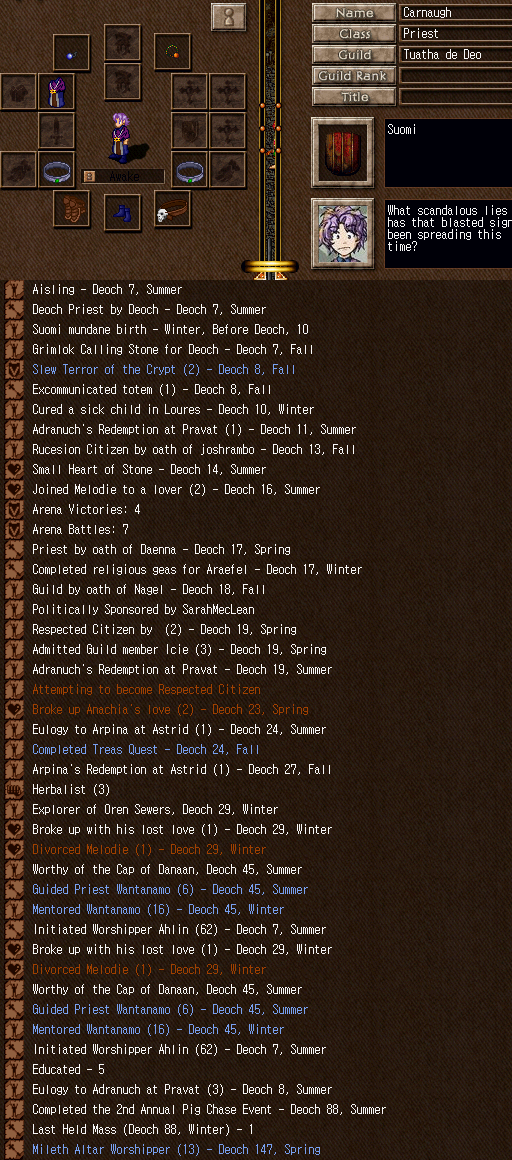 Name Carnaugh
Class Priest
Guild Tuatha de Deo
Guild Rank
Title
Suomi
8 Awake
What scandalous lies
has that blasted sign
been spreading this
time?
Aisling - Deoch 7, Summer
Deoch Priest by Deoch - Deoch 7, Summer
Suomi mundane birth - Winter, Before Deoch, 10
Grimlok Calling Stone for Deoch - Deoch 7, Fall
Slew Terror of the Crypt (2) - Deoch 8, Fall
Excommunicated totem (1) - Deoch 8, Fall
Cured a sick child in Loures - Deoch 10, Winter
Adranuch's Redemption at Pravat (1) - Deoch 11, Summer
Rucesion Citizen by oath of joshrambo - Deoch 13, Fall
Small Heart of Stone - Deoch 14, Summer
Joined Melodie to a lover (2) - Deoch 16, Summer
Arena Victories: 4
Arena Battles: 7
Priest by oath of Daenna - Deoch 17, Spring
Completed religious geas for Araefel - Deoch 17, Winter
Guild by oath of Nagel - Deoch 18, Fall
Politically Sponsored by SarahMcLean
Respected Citizen by  (2) - Deoch 19, Spring
Admitted Guild member Icie (3) - Deoch 19, Spring
Adranuch's Redemption at Pravat - Deoch 19, Summer
Attempting to become Respected Citizen
Broke up Anachia's love (2) - Deoch 23, Spring
Eulogy to Arpina at Astrid (1) - Deoch 24, Summer
Completed Treas Quest - Deoch 24, Fall
Arpina's Redemption at Astrid (1) - Deoch 27, Fall
Herbalist (3)
Explorer of Oren Sewers, Deoch 29, Winter
Broke up with his lost love (1) - Deoch 29, Winter
Divorced Melodie (1) - Deoch 29, Winter
Worthy of the Cap of Danaan, Deoch 45, Summer
Guided Priest Wantanamo (6) - Deoch 45, Summer
Mentored Wantanamo (16) - Deoch 45, Winter
Initiated Worshipper Ahlin (62) - Deoch 7, Summer
Broke up with his lost love (1) - Deoch 29, Winter
Divorced Melodie (1) - Deoch 29, Winter
Worthy of the Cap of Danaan, Deoch 45, Summer
Guided Priest Wantanamo (6) - Deoch 45, Summer
Mentored Wantanamo (16) - Deoch 45, Winter
Initiated Worshipper Ahlin (62) - Deoch 7, Summer
Educated - 5
Eulogy to Adranuch at Pravat (3) - Deoch 8, Summer
Completed the 2nd Annual Pig Chase Event - Deoch 88, Summer
Last Held Mass (Deoch 88, Winter) - 1
Mileth Altar Worshipper (13) - Deoch 147, Spring